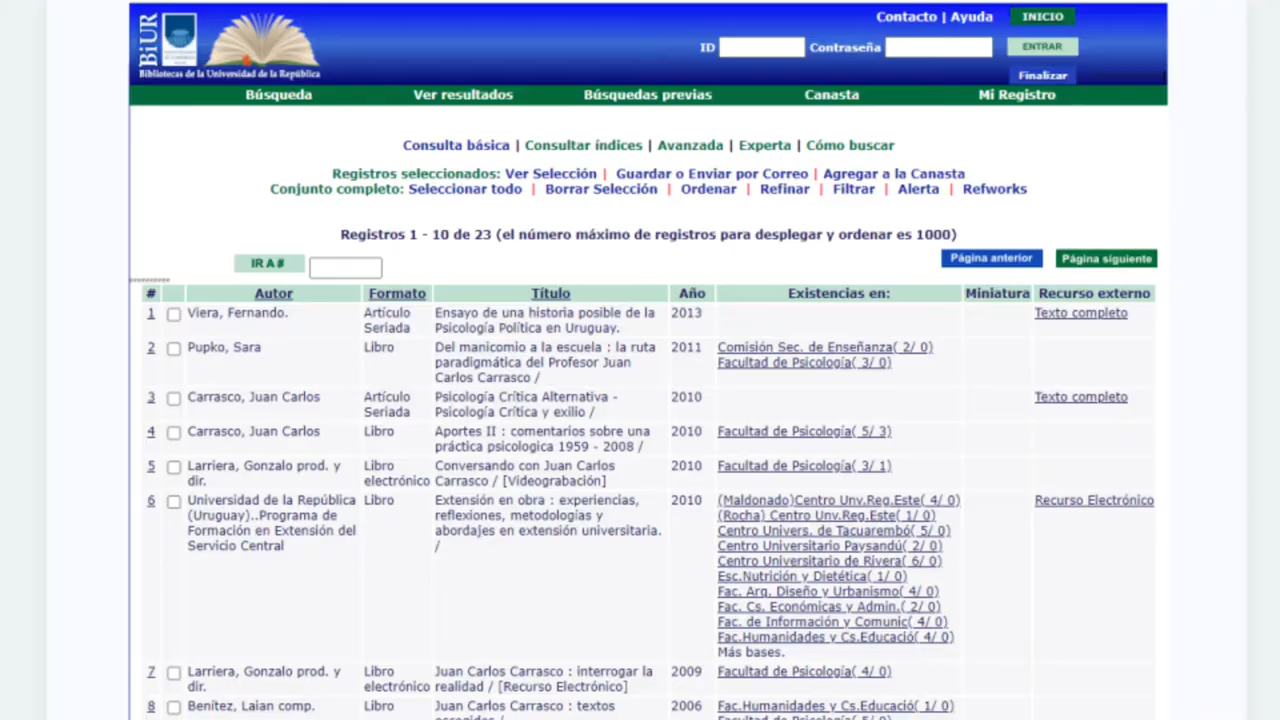 BiUR
Bibliotecas de la Universidad de la República
Contacto | Ayuda INICIO
ID Contraseña ENTRAR
Finalizar
Búsqueda Ver resultados Búsquedas previas Canasta Mi Registro
Consulta básica | Consultar índices | Avanzada | Experta | Cómo buscar
Registros seleccionados: Ver Selección | Guardar o Enviar por Correo | Agregar a la Canasta
Conjunto completo: Seleccionar todo | Borrar Selección | Ordenar | Refinar | Filtrar | Alerta | Refworks
Registros 1 - 10 de 23 (el número máximo de registros para desplegar y ordenar es 1000)
IR A # Página anterior Página siguiente
# Autor Formato Título Año Existencias en: Miniatura Recurso externo
1 Viera, Fernando. Artículo Ensayo de una historia posible de la 2013 Texto completo
Seriada Psicología Política en Uruguay.
2 Pupko, Sara Libro Del manicomio a la escuela : la ruta 2011 Comisión Sec. de Enseñanza( 2/ 0)
paradigmática del Profesor Juan Facultad de Psicología( 3/ 0)
Carlos Carrasco /
3 Carrasco, Juan Carlos Artículo Psicología Crítica Alternativa - 2010 Texto completo
Seriada Psicología Crítica y exilio /
4 Carrasco, Juan Carlos Libro Aportes II : comentarios sobre una 2010 Facultad de Psicología( 5/ 3)
práctica psicologica 1959 - 2008 /
5 Larriera, Gonzalo prod. y Libro Conversando con Juan Carlos 2010 Facultad de Psicología( 3/ 1)
dir. electrónico Carrasco / [Videograbación]
6 Universidad de la República Libro Extensión en obra : experiencias, 2010 (Maldonado)Centro Unv.Reg.Este( 4/ 0) Recurso Electrónico
(Uruguay)..Programa de reflexiones, metodologías y (Rocha) Centro Unv.Reg.Este( 1/ 0)
Formación en Extensión del abordajes en extensión universitaria. Centro Univers. de Tacuarembó( 5/ 0)
Servicio Central / Centro Universitario Paysandú( 2/ 0)
Centro Universitario de Rivera( 6/ 0)
Esc.Nutrición y Dietética( 1/ 0)
Fac. Arq. Diseño y Urbanismo( 4/ 0)
Fac. Cs. Económicas y Admin.( 2/ 0)
Fac. de Información y Comunic( 4/ 0)
Fac.Humanidades y Cs.Educació( 4/ 0)
Más bases.
7 Larriera, Gonzalo prod. y Libro Juan Carlos Carrasco : interrogar la 2009 Facultad de Psicología( 4/ 0)
dir. electrónico realidad / [Recurso Electrónico]
8 Benítez, Laian comp. Libro Juan Carlos Carrasco : textos 2006 Fac.Humanidades y Cs.Educació( 1/ 0)